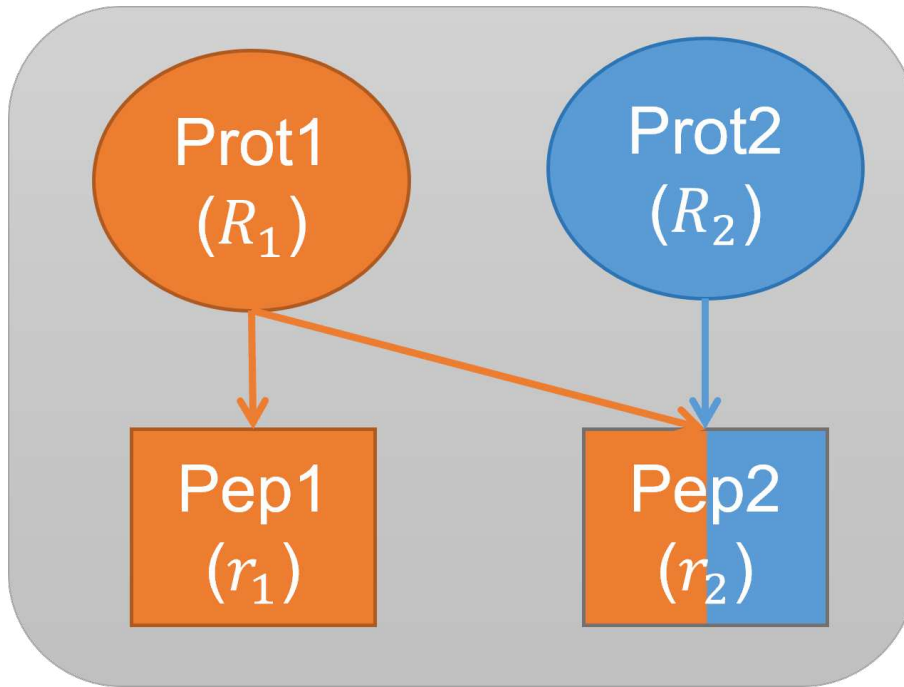 Prot1
(R₁)
Prot2
(R₂)
Pep1
(r₁)
Pep2
(r₂)